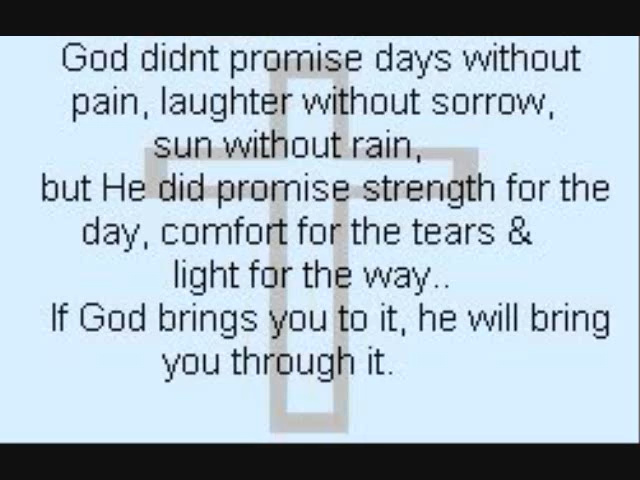 God didnt promise days without
pain, laughter without sorrow,
sun without rain,
but He did promise strength for the
day, comfort for the tears &
light for the way..
If God brings you to it, he will bring
you through it.